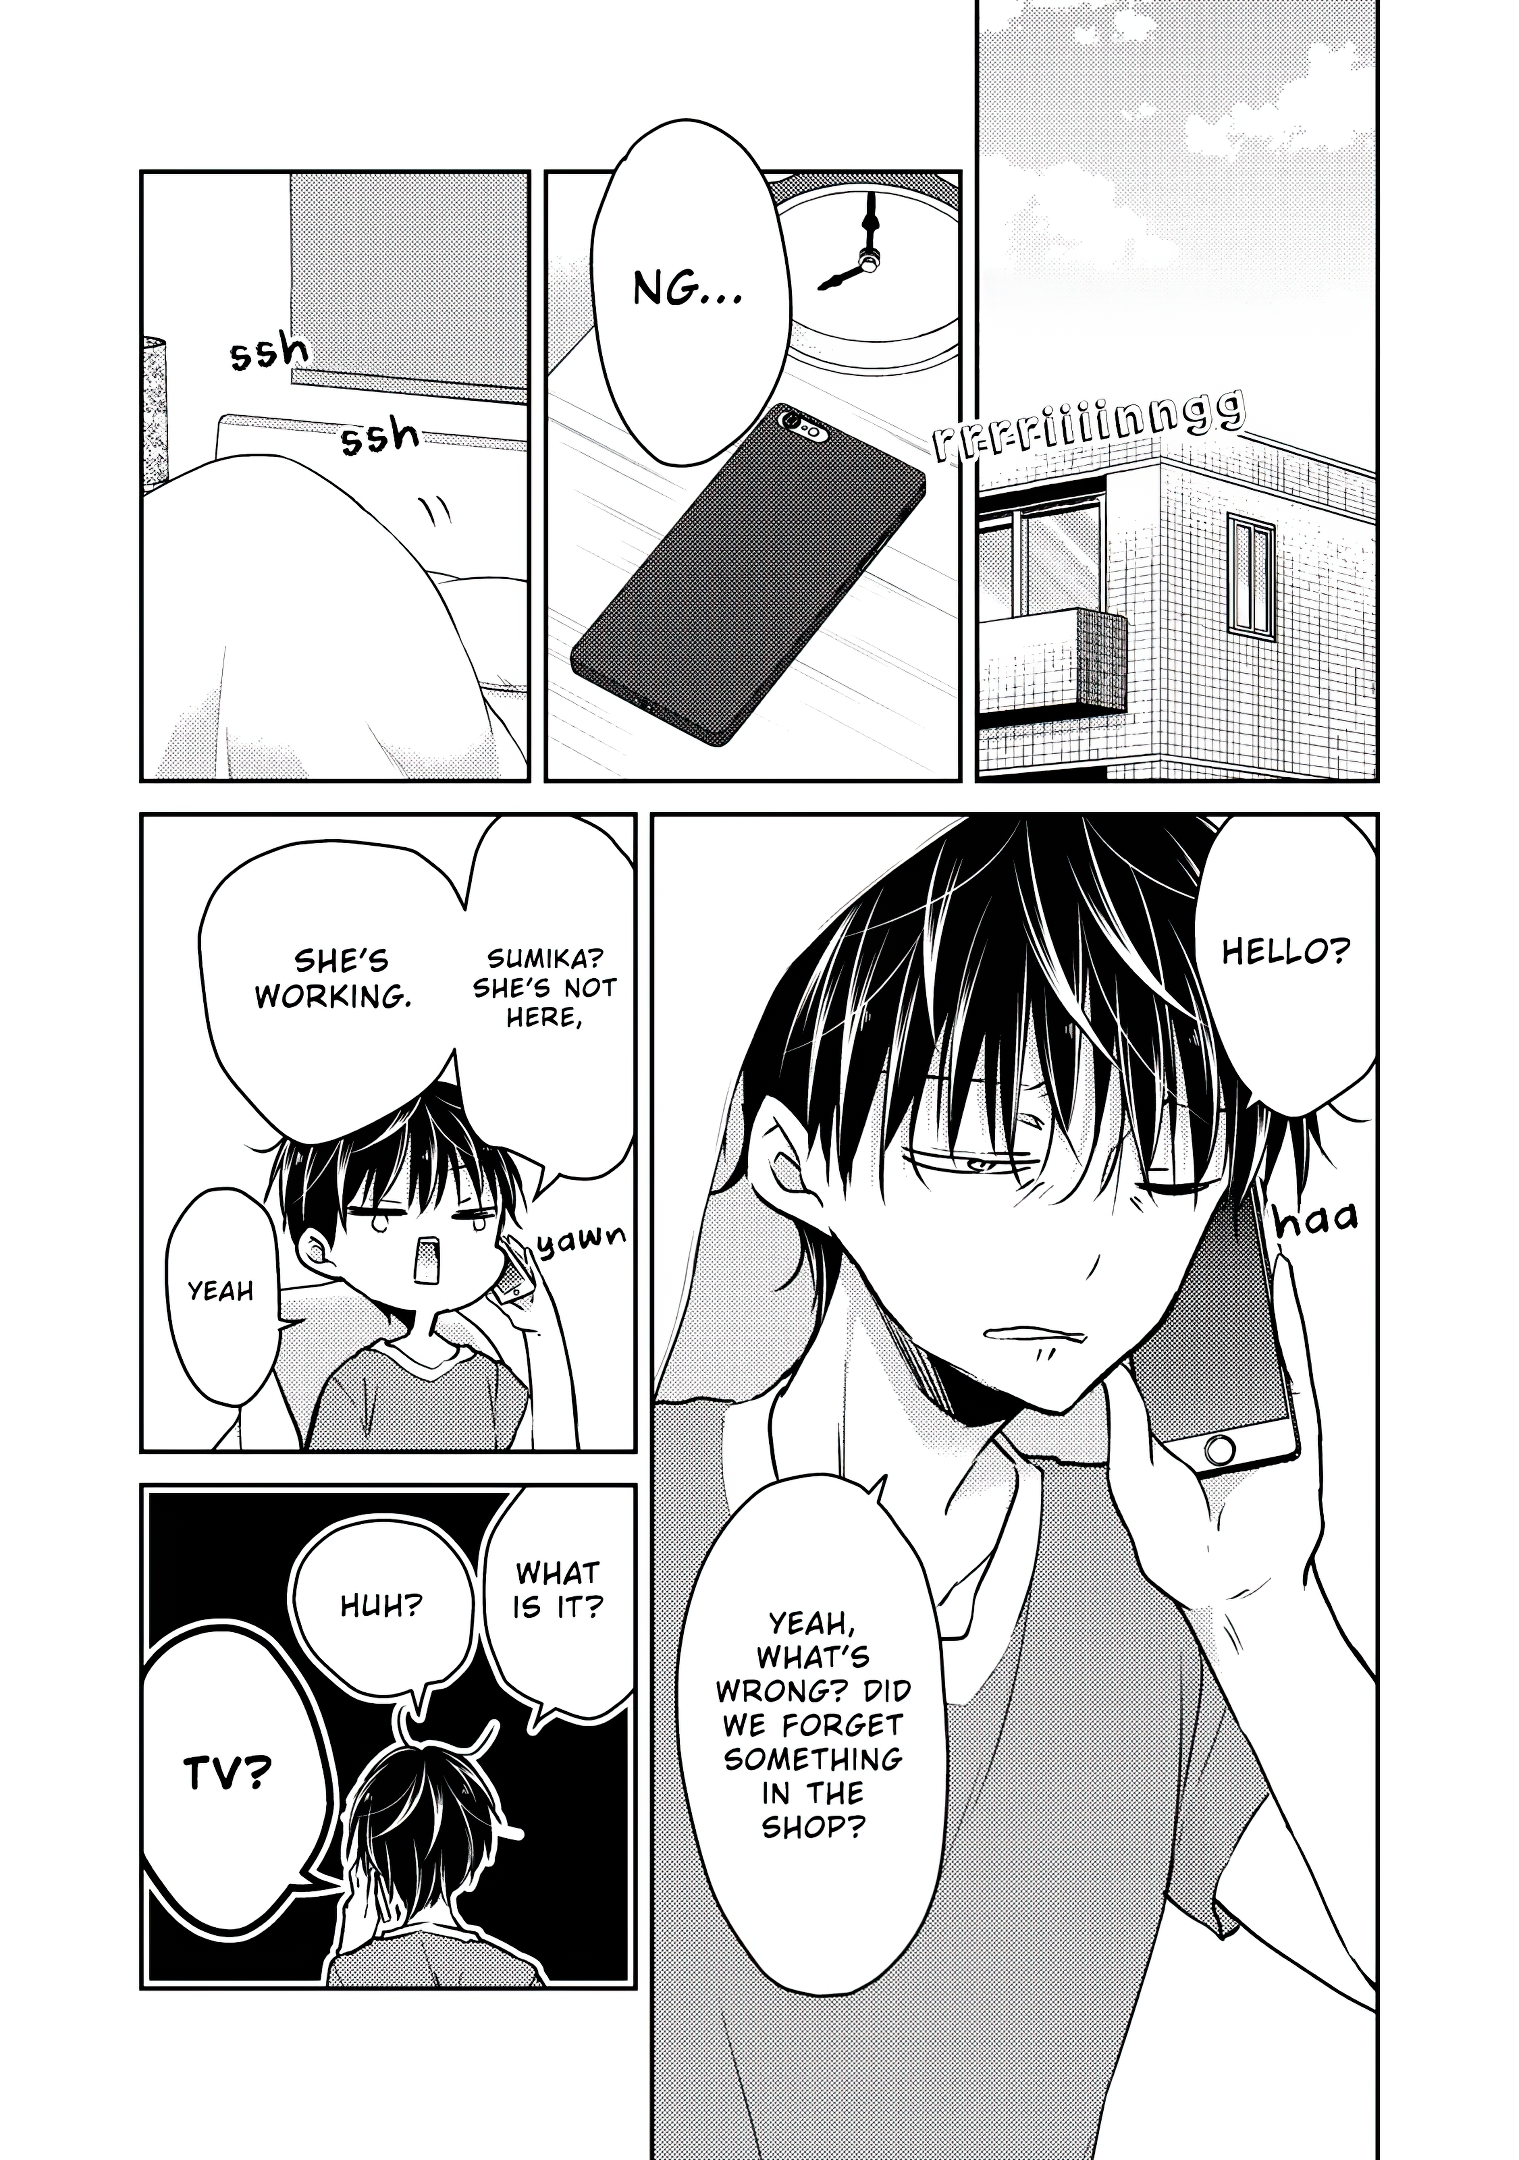 rrrriiiinngg
NG...
ssh
ssh
HELLO?
haa
YEAH,
WHAT'S
WRONG? DID
WE FORGET
SOMETHING
IN THE
SHOP?
SUMIKA?
SHE'S NOT
HERE,
SHE'S
WORKING.
yawn
YEAH
WHAT
IS IT?
HUH?
TV?